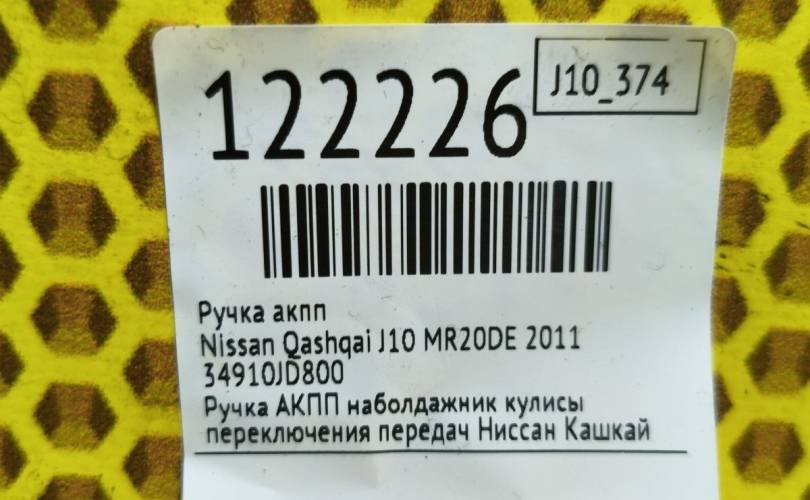 122226
J10_374
Ручка акпп
Nissan Qashqai J10 MR20DE 2011
34910JD800
Ручка АКПП наболдажник кулисы
переключения передач Ниссан Кашкай